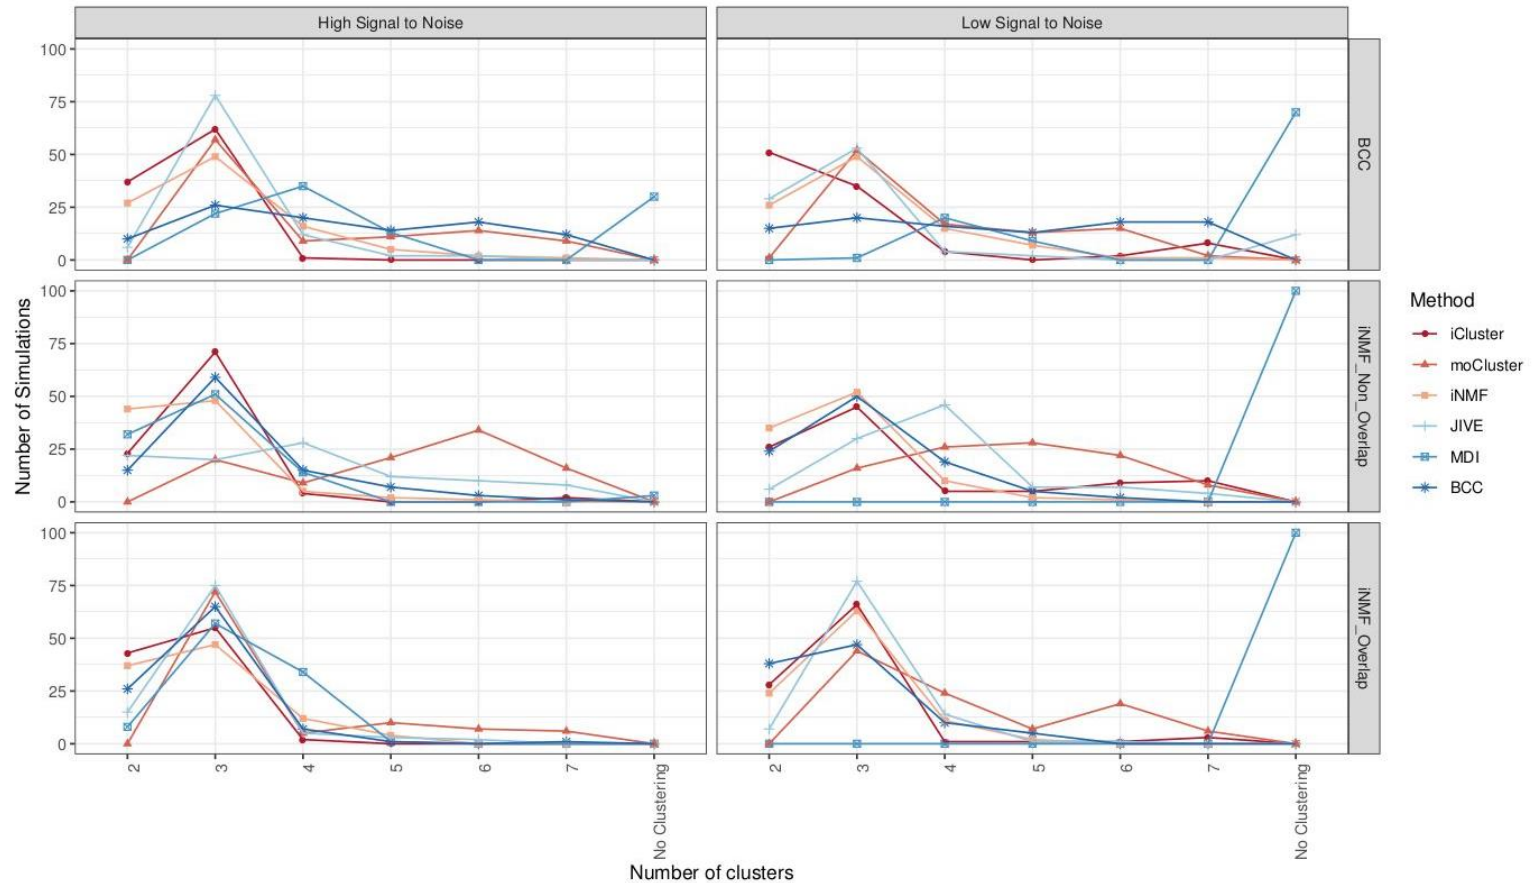 High Signal to Noise
Low Signal to Noise
100
75
50
25
0
BCC
100
75
50
25
0
iNMF_Non_Overlap
100
75
50
25
0
iNMF_Overlap
Number of Simulations
2
3
4
5
6
7
No Clustering
2
3
4
5
6
7
No Clustering
Number of clusters
Method
iCluster
moCluster
iNMF
JIVE
MDI
BCC